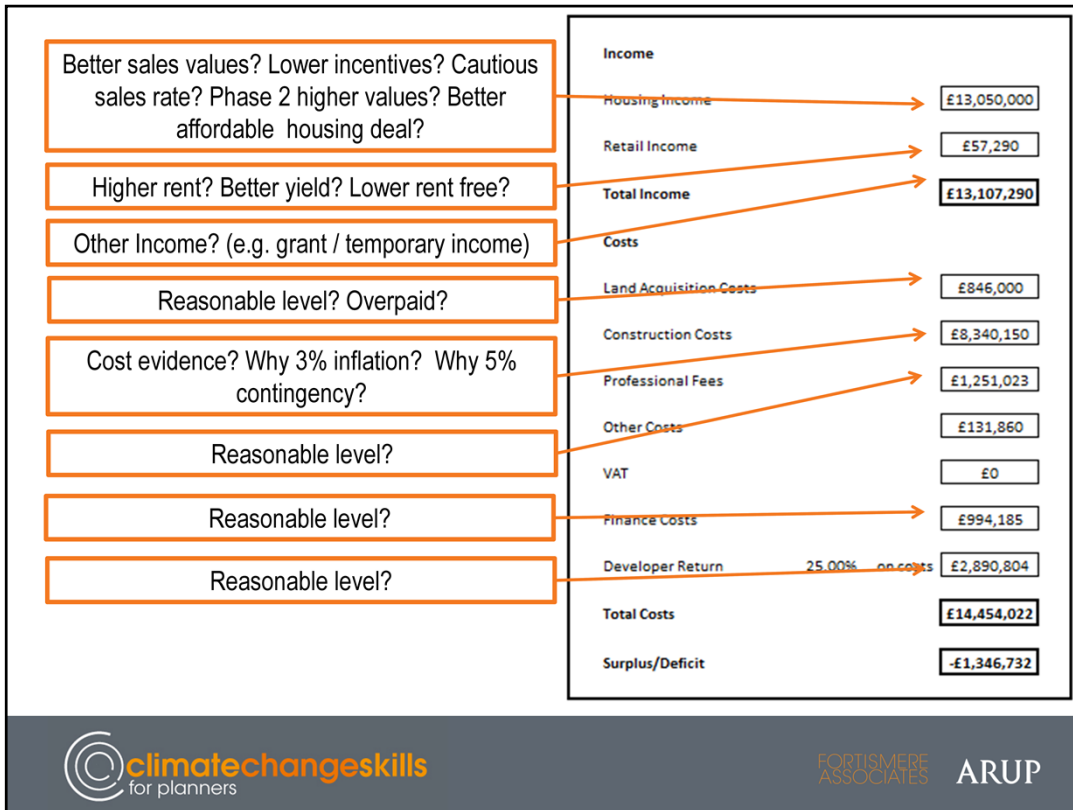 Better sales values? Lower incentives? Cautious
sales rate? Phase 2 higher values? Better
affordable housing deal?
Higher rent? Better yield? Lower rent free?
Other Income? (e.g. grant / temporary income)
Reasonable level? Overpaid?
Cost evidence? Why 3% inflation? Why 5%
contingency?
Reasonable level?
Reasonable level?
Reasonable level?
Income
Housing Income £13,050,000
Retail Income £57,290
Total Income £13,107,290
Costs
Land Acquisition Costs £846,000
Construction Costs £8,340,150
Professional Fees £1,251,023
Other Costs £131,860
VAT £0
Finance Costs £994,185
Developer Return 25.00% on costs £2,890,804
Total Costs £14,454,022
Surplus/Deficit -£1,346,732
climatechangeskills
for planners
FORTISMERE
ASSOCIATES
ARUP